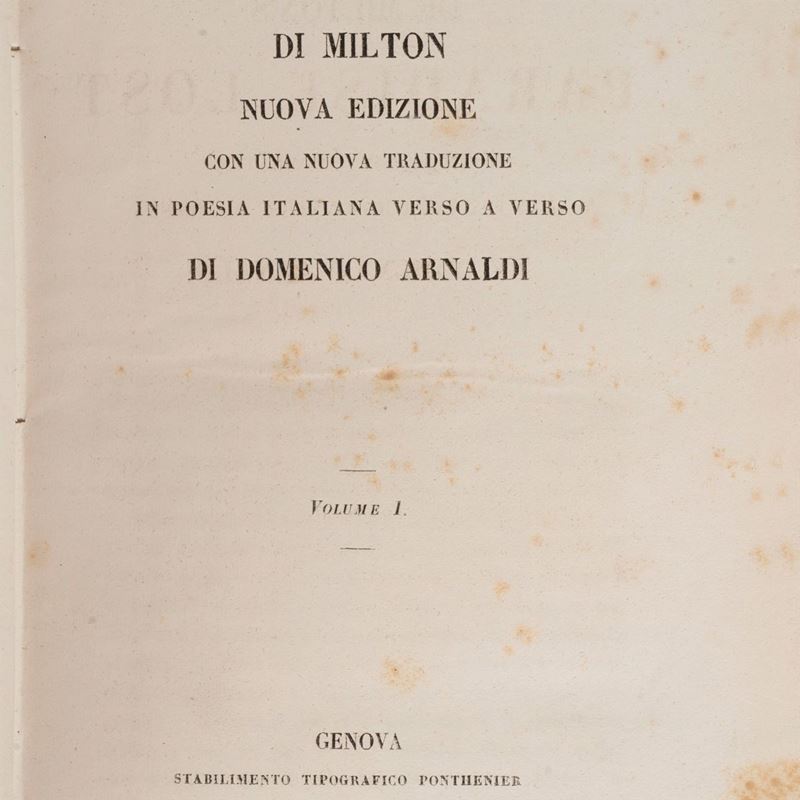 DI MILTON
NUOVA EDIZIONE
CON UNA NUOVA TRADUZIONE
IN POESIA ITALIANA VERSO A VERSO
DI DOMENICO ARNALDI
VOLUME I.
GENOVA
STABILIMENTO TIPOGRAFICO PONTHENIER